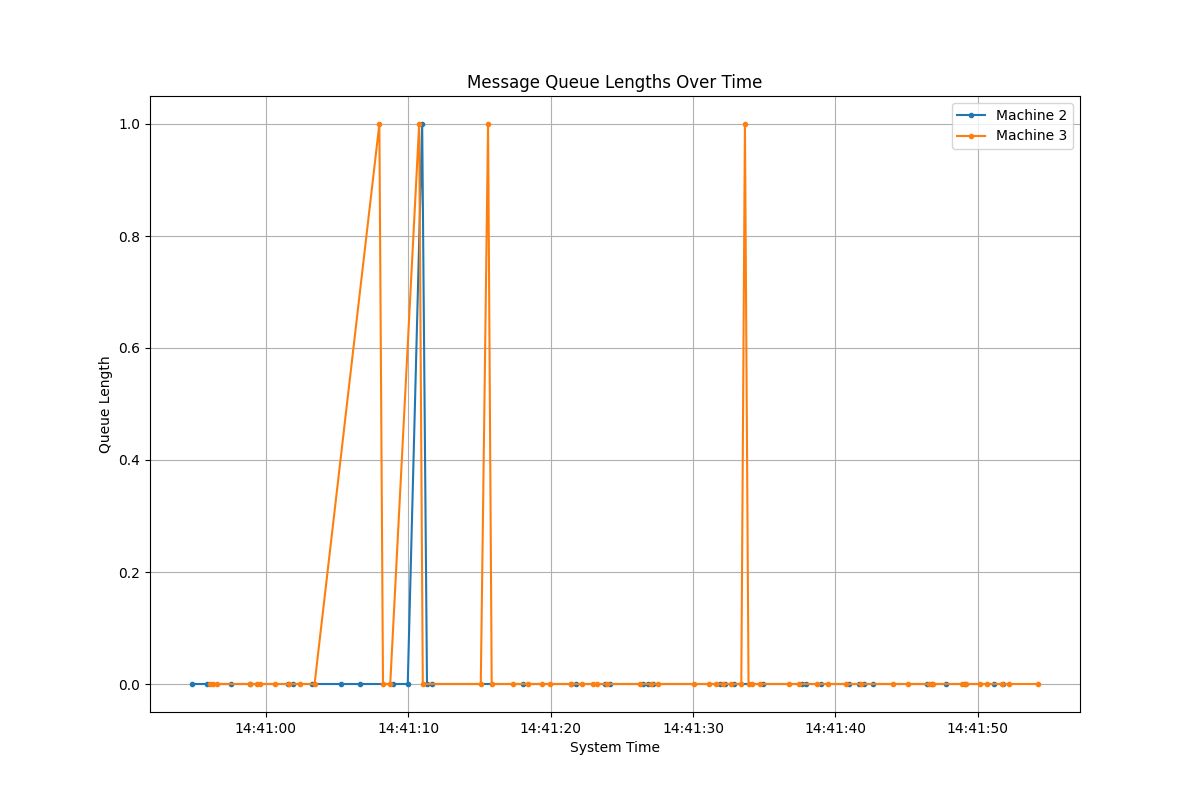 Message Queue Lengths Over Time
Machine 2
Machine 3
1.0
0.8
0.6
0.4
0.2
0.0
Queue Length
14:41:00 14:41:10 14:41:20 14:41:30 14:41:40 14:41:50
System Time